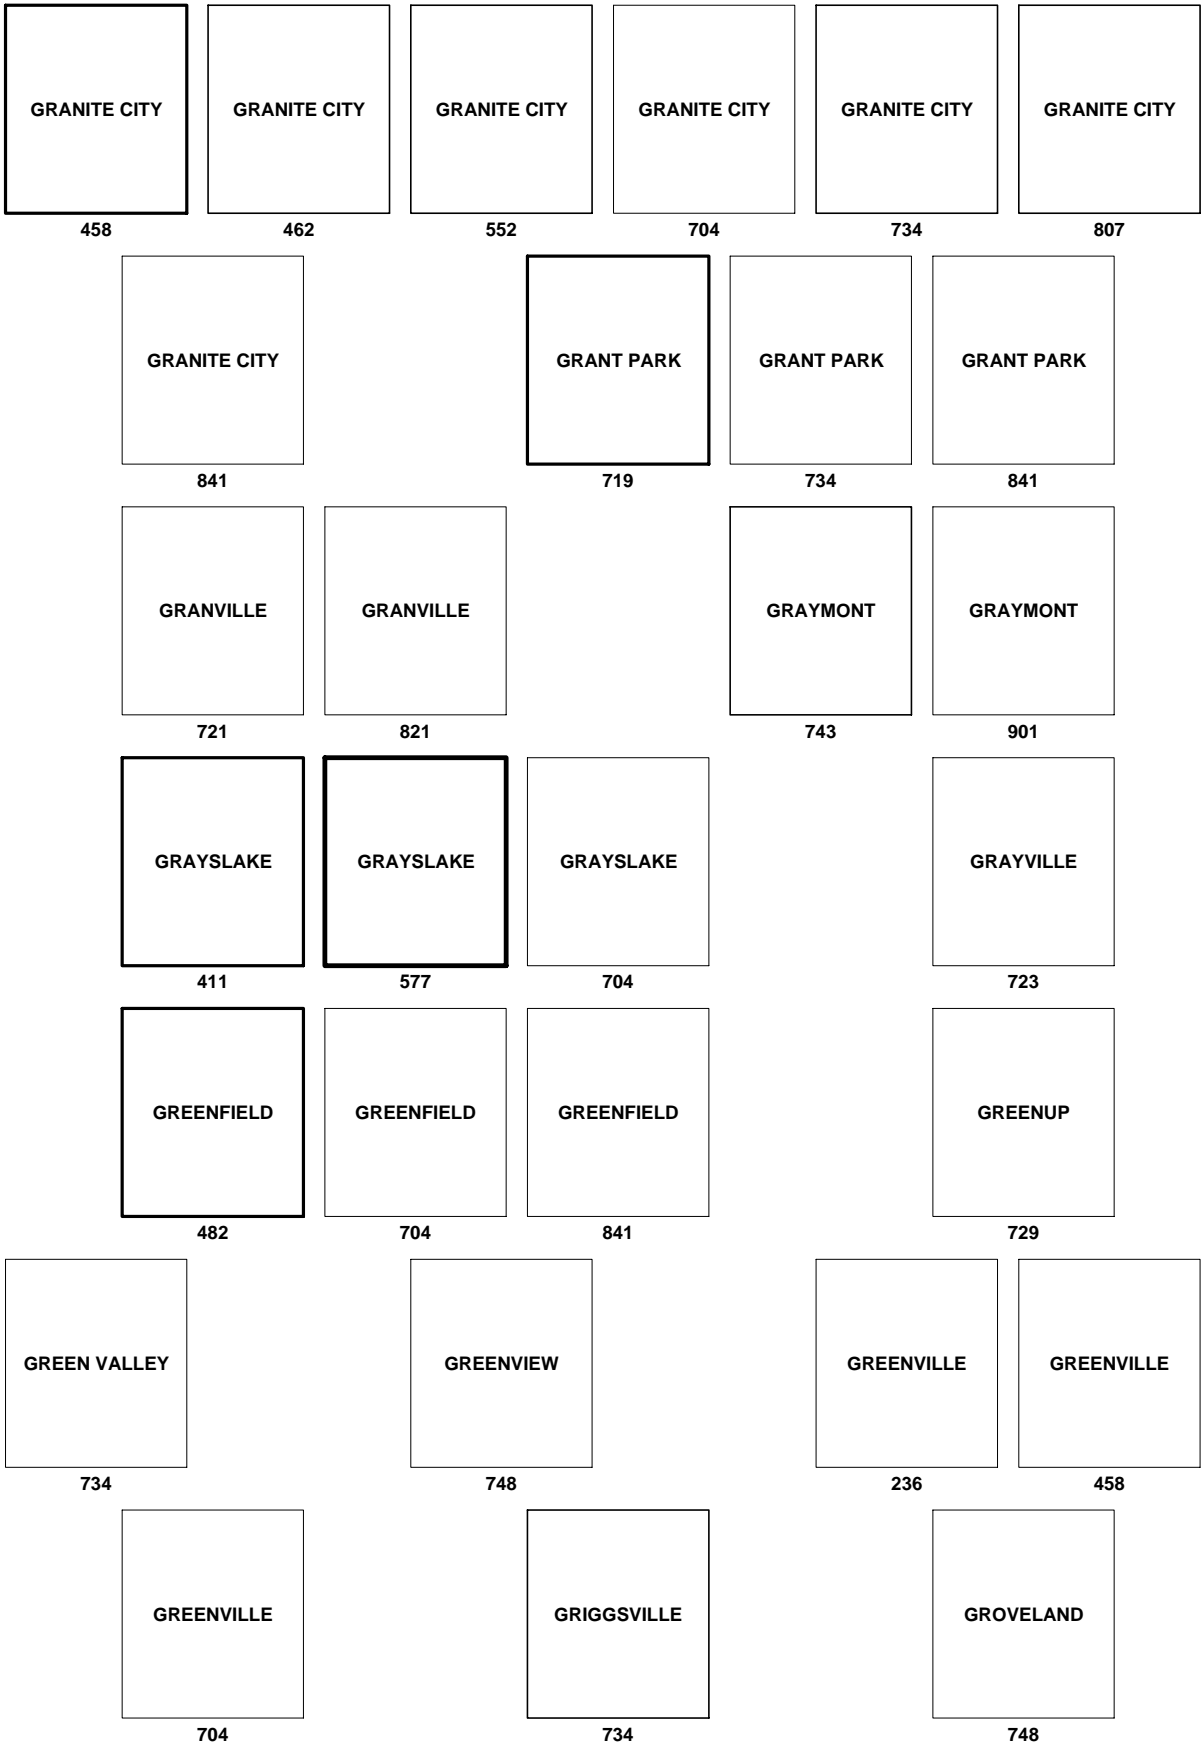 GRANITE CITY GRANITE CITY GRANITE CITY GRANITE CITY GRANITE CITY GRANITE CITY
458 462 552 704 734 807
GRANITE CITY GRANT PARK GRANT PARK GRANT PARK
841 719 734 841
GRANVILLE GRANVILLE GRAYMONT GRAYMONT
721 821 743 901
GRAYSLAKE GRAYSLAKE GRAYSLAKE GRAYVILLE
411 577 704 723
GREENFIELD GREENFIELD GREENFIELD GREENUP
482 704 841 729
GREEN VALLEY GREENVIEW GREENVILLE GREENVILLE
734 748 236 458
GREENVILLE GRIGGSVILLE GROVELAND
704 734 748